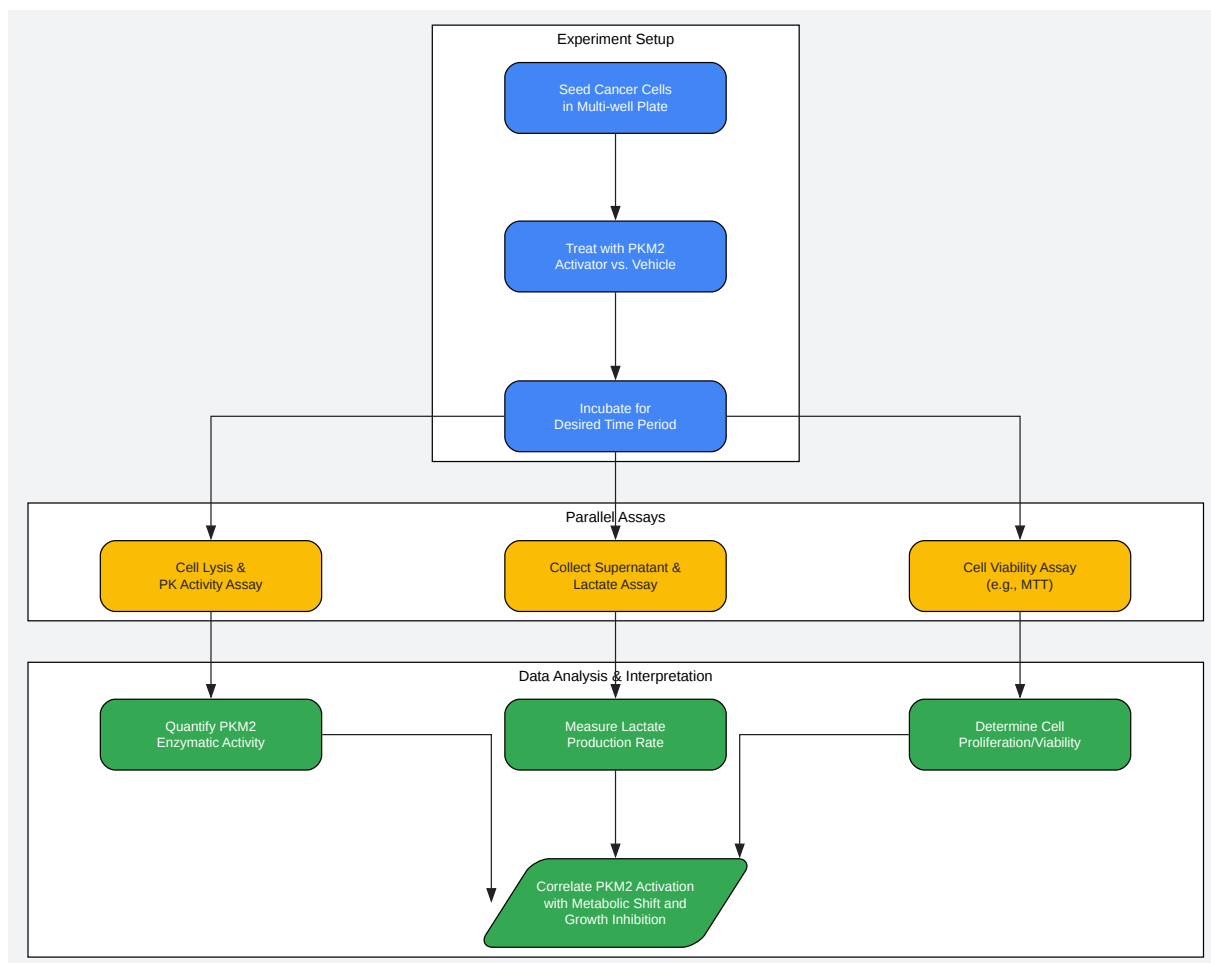 Experiment Setup
Seed Cancer Cells
in Multi-well Plate
Treat with PKM2
Activator vs. Vehicle
Incubate for
Desired Time Period
Parallel Assays
Cell Lysis &
PK Activity Assay
Collect Supernatant &
Lactate Assay
Cell Viability Assay
(e.g., MTT)
Data Analysis & Interpretation
Quantify PKM2
Enzymatic Activity
Measure Lactate
Production Rate
Determine Cell
Proliferation/Viability
Correlate PKM2 Activation
with Metabolic Shift and
Growth Inhibition